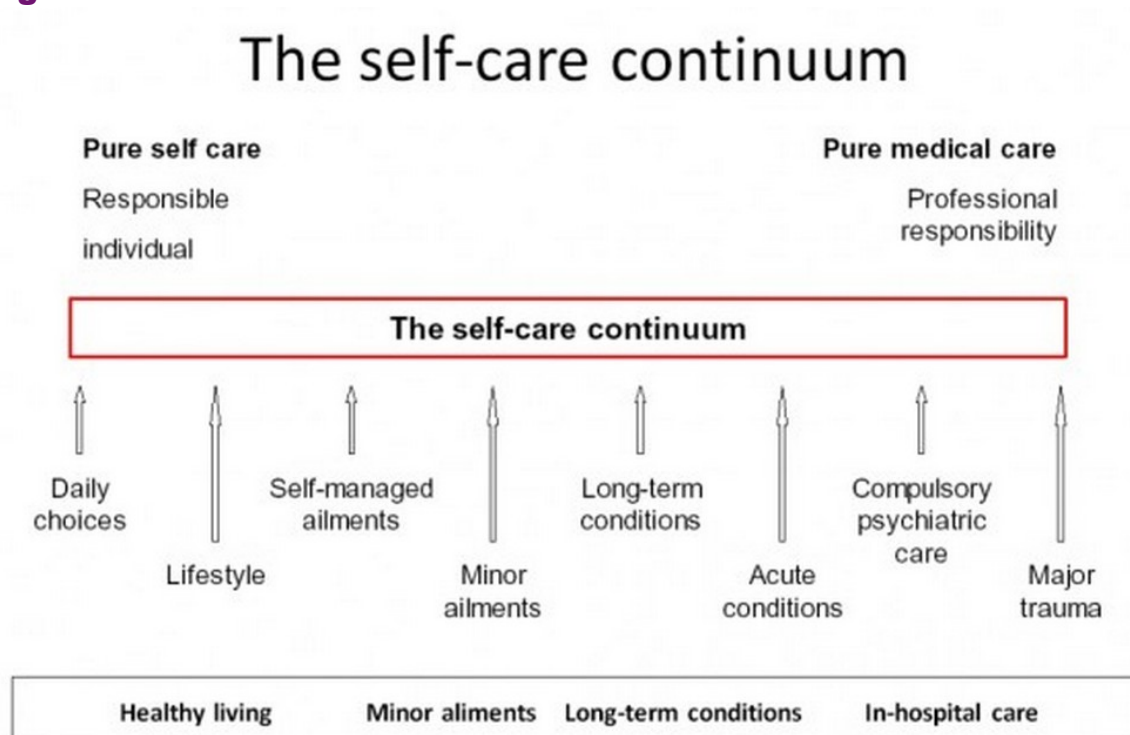 The self-care continuum
Pure self care
Pure medical care
Responsible
individual
Professional
responsibility
The self-care continuum
Daily
choices
Lifestyle
Self-managed
ailments
Minor
ailments
Long-term
conditions
Acute
conditions
Compulsory
psychiatric
care
Major
trauma
Healthy living
Minor aliments
Long-term conditions
In-hospital care